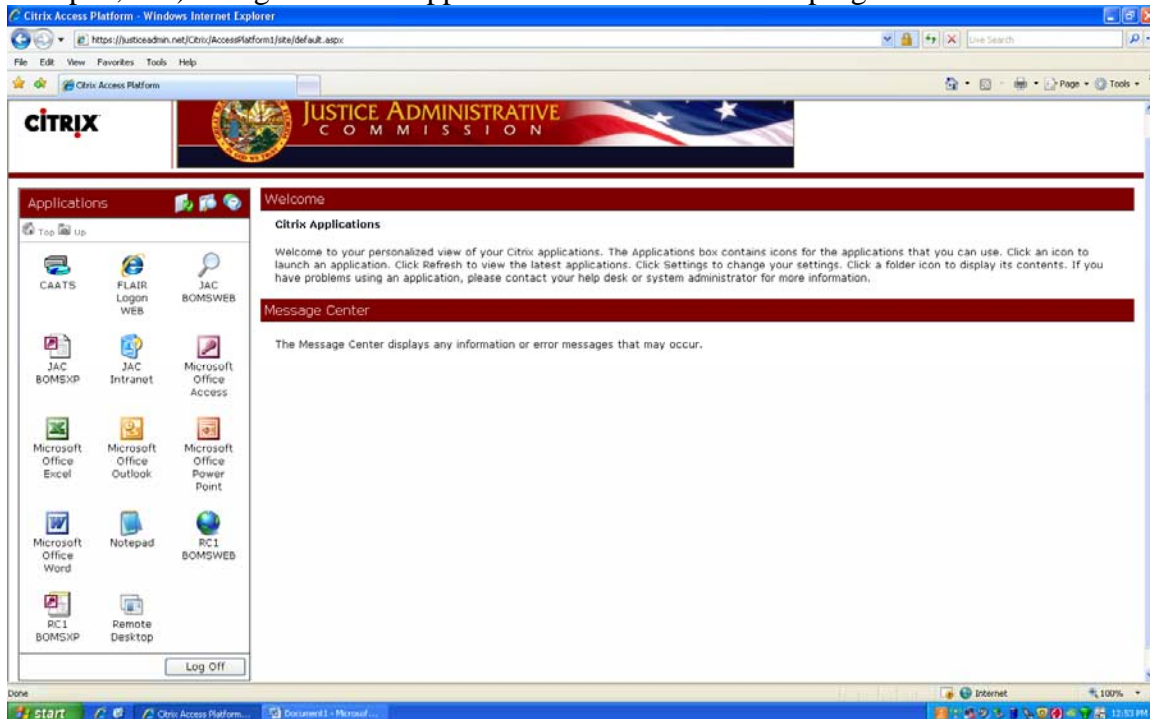 Citrix Access Platform - Windows Internet Explorer
https://justiceadmin.net/Citrix/AccessPlatform1/site/default.aspx
Live Search
File Edit View Favorites Tools Help
Citrix Access Platform
Page
Tools
CITRIX
JUSTICE ADMINISTRATIVE
COMMISSION
Applications
Top Up
CAATS
FLAIR
Logon
WEB
JAC
BOMSWEB
JAC
BOMSXP
JAC
Intranet
Microsoft
Office
Access
Microsoft
Office
Excel
Microsoft
Office
Outlook
Microsoft
Office
Power
Point
Microsoft
Office
Word
Notepad
RC1
BOMSWEB
RC1
BOMSXP
Remote
Desktop
Log Off
Welcome
Citrix Applications
Welcome to your personalized view of your Citrix applications. The Applications box contains icons for the applications that you can use. Click an icon to
launch an application. Click Refresh to view the latest applications. Click Settings to change your settings. Click a folder icon to display its contents. If you
have problems using an application, please contact your help desk or system administrator for more information.
Message Center
The Message Center displays any information or error messages that may occur.
Done
Internet
100%
start
Citrix Access Platform...
Document1 - Microsof...
12:53 PM